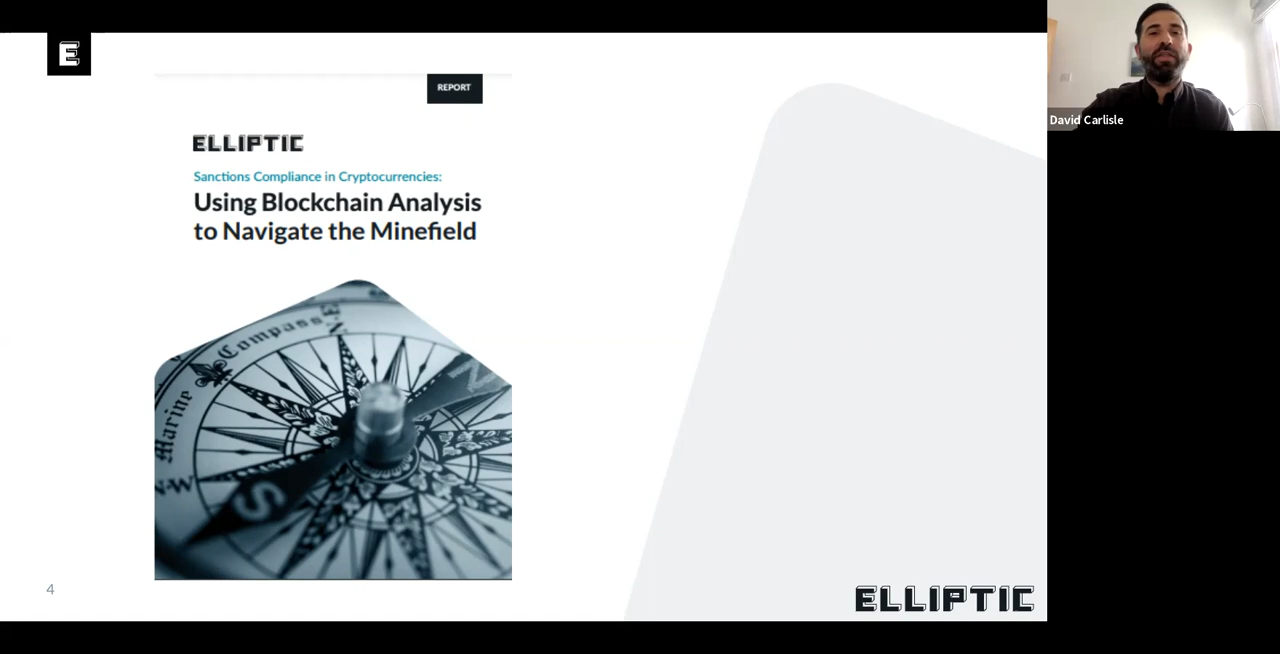 E
REPORT
ELLIPTIC
Sanctions Compliance in Cryptocurrencies:
Using Blockchain Analysis
to Navigate the Minefield
Marine Compass
N-E
N
N-W
S
4
ELLIPTIC
David Carlisle